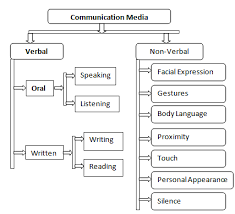 Communication Media
Verbal
Non-Verbal
Oral
Speaking
Listening
Written
Writing
Reading
Facial Expression
Gestures
Body Language
Proximity
Touch
Personal Appearance
Silence